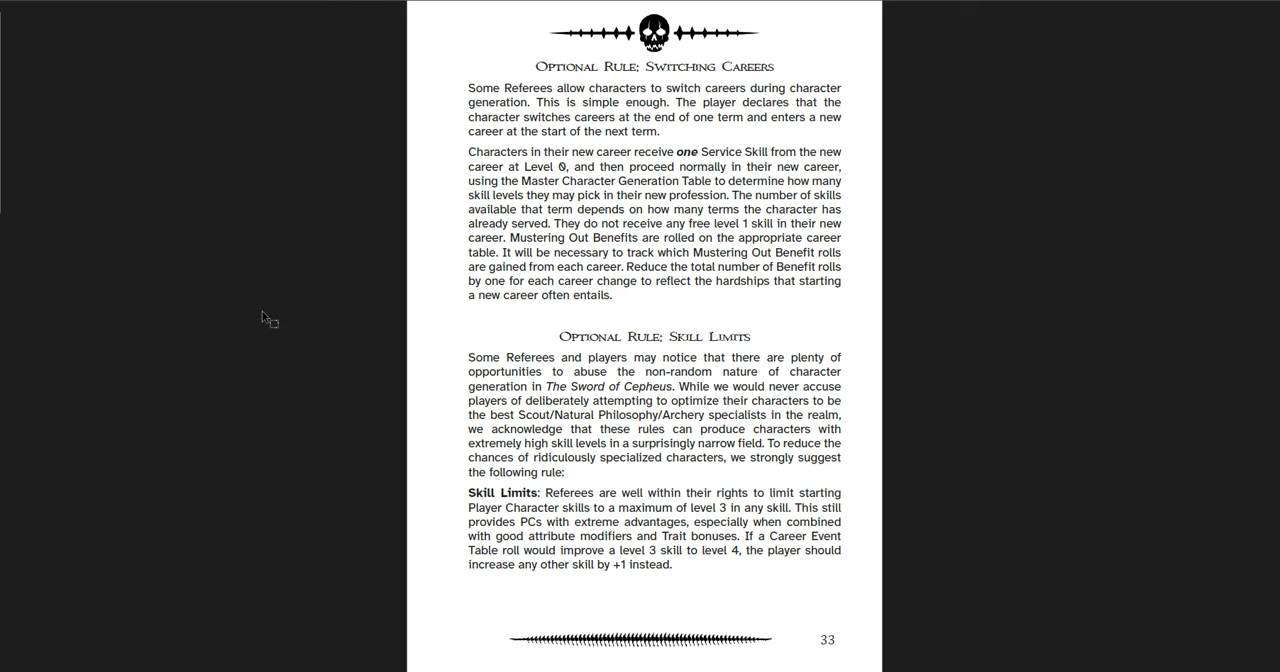 Optional Rule: Switching Careers
Some Referees allow characters to switch careers during character
generation. This is simple enough. The player declares that the
character switches careers at the end of one term and enters a new
career at the start of the next term.
Characters in their new career receive one Service Skill from the new
career at Level 0, and then proceed normally in their new career,
using the Master Character Generation Table to determine how many
skill levels they may pick in their new profession. The number of skills
available that term depends on how many terms the character has
already served. They do not receive any free level 1 skill in their new
career. Mustering Out Benefits are rolled on the appropriate career
table. It will be necessary to track which Mustering Out Benefit rolls
are gained from each career. Reduce the total number of Benefit rolls
by one for each career change to reflect the hardships that starting
a new career often entails.
Optional Rule: Skill Limits
Some Referees and players may notice that there are plenty of
opportunities to abuse the non-random nature of character
generation in The Sword of Cepheus. While we would never accuse
players of deliberately attempting to optimize their characters to be
the best Scout/Natural Philosophy/Archery specialists in the realm,
we acknowledge that these rules can produce characters with
extremely high skill levels in a surprisingly narrow field. To reduce the
chances of ridiculously specialized characters, we strongly suggest
the following rule:
Skill Limits: Referees are well within their rights to limit starting
Player Character skills to a maximum of level 3 in any skill. This still
provides PCs with extreme advantages, especially when combined
with good attribute modifiers and Trait bonuses. If a Career Event
Table roll would improve a level 3 skill to level 4, the player should
increase any other skill by +1 instead.
33